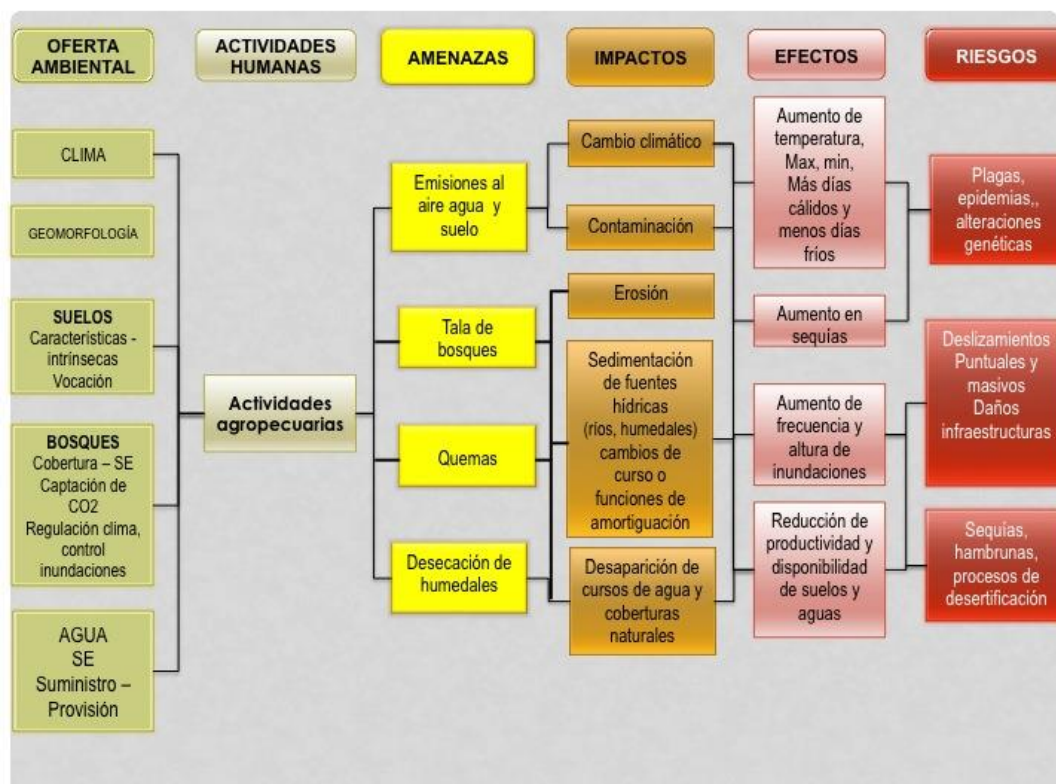 OFERTA
AMBIENTAL
ACTIVIDADES
HUMANAS
AMENAZAS
IMPACTOS
EFECTOS
RIESGOS
CLIMA
GEOMORFOLOGÍA
SUELOS
Características -
intrínsecas
Vocación
BOSQUES
Cobertura – SE
Captación de
CO2
Regulación clima,
control
inundaciones
AGUA
SE
Suministro –
Provisión
Actividades
agropecuarias
Emisiones al
aire agua y
suelo
Tala de
bosques
Quemas
Desecación de
humedales
Cambio climático
Contaminación
Erosión
Sedimentación
de fuentes
hídricas
(ríos, humedales)
cambios de
curso o
funciones de
amortiguación
Desaparición de
cursos de agua y
coberturas
naturales
Aumento de
temperatura,
Max, min,
Más días
cálidos y
menos días
fríos
Aumento en
sequías
Aumento de
frecuencia y
altura de
inundaciones
Reducción de
productividad y
disponibilidad
de suelos y
aguas
Plagas,
epidemias,,
alteraciones
genéticas
Deslizamientos
Puntuales y
masivos
Daños
infraestructuras
Sequías,
hambrunas,
procesos de
desertificación